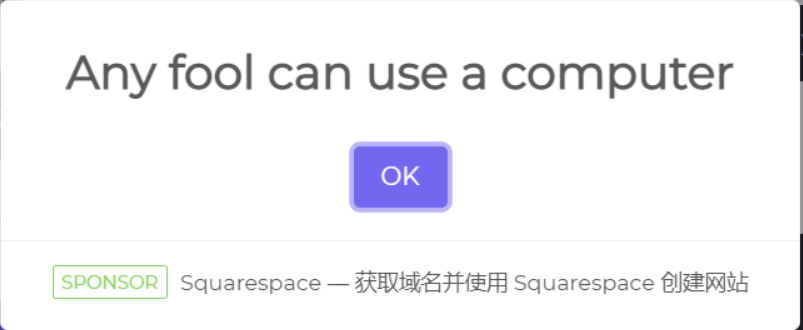 Any fool can use a computer
OK
SPONSOR Squarespace — 获取域名并使用 Squarespace 创建网站